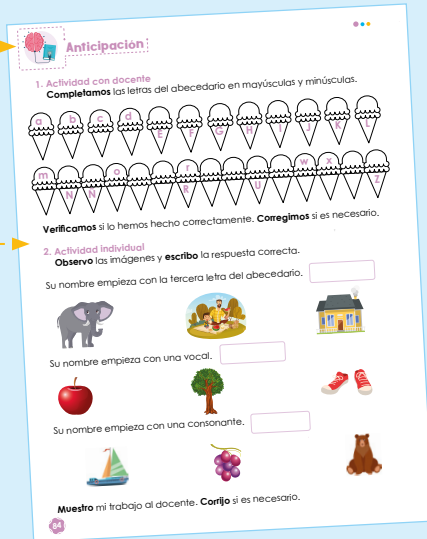 Anticipación
1. Actividad con docente
Completamos las letras del abecedario en mayúsculas y minúsculas.
a b c d E F G H I J K L
m N Ñ o r R U w x Z
Verificamos si lo hemos hecho correctamente. Corregimos si es necesario.
2. Actividad individual
Observo las imágenes y escribo la respuesta correcta.
Su nombre empieza con la tercera letra del abecedario.
Su nombre empieza con una vocal.
Su nombre empieza con una consonante.
Muestro mi trabajo al docente. Corrijo si es necesario.
84